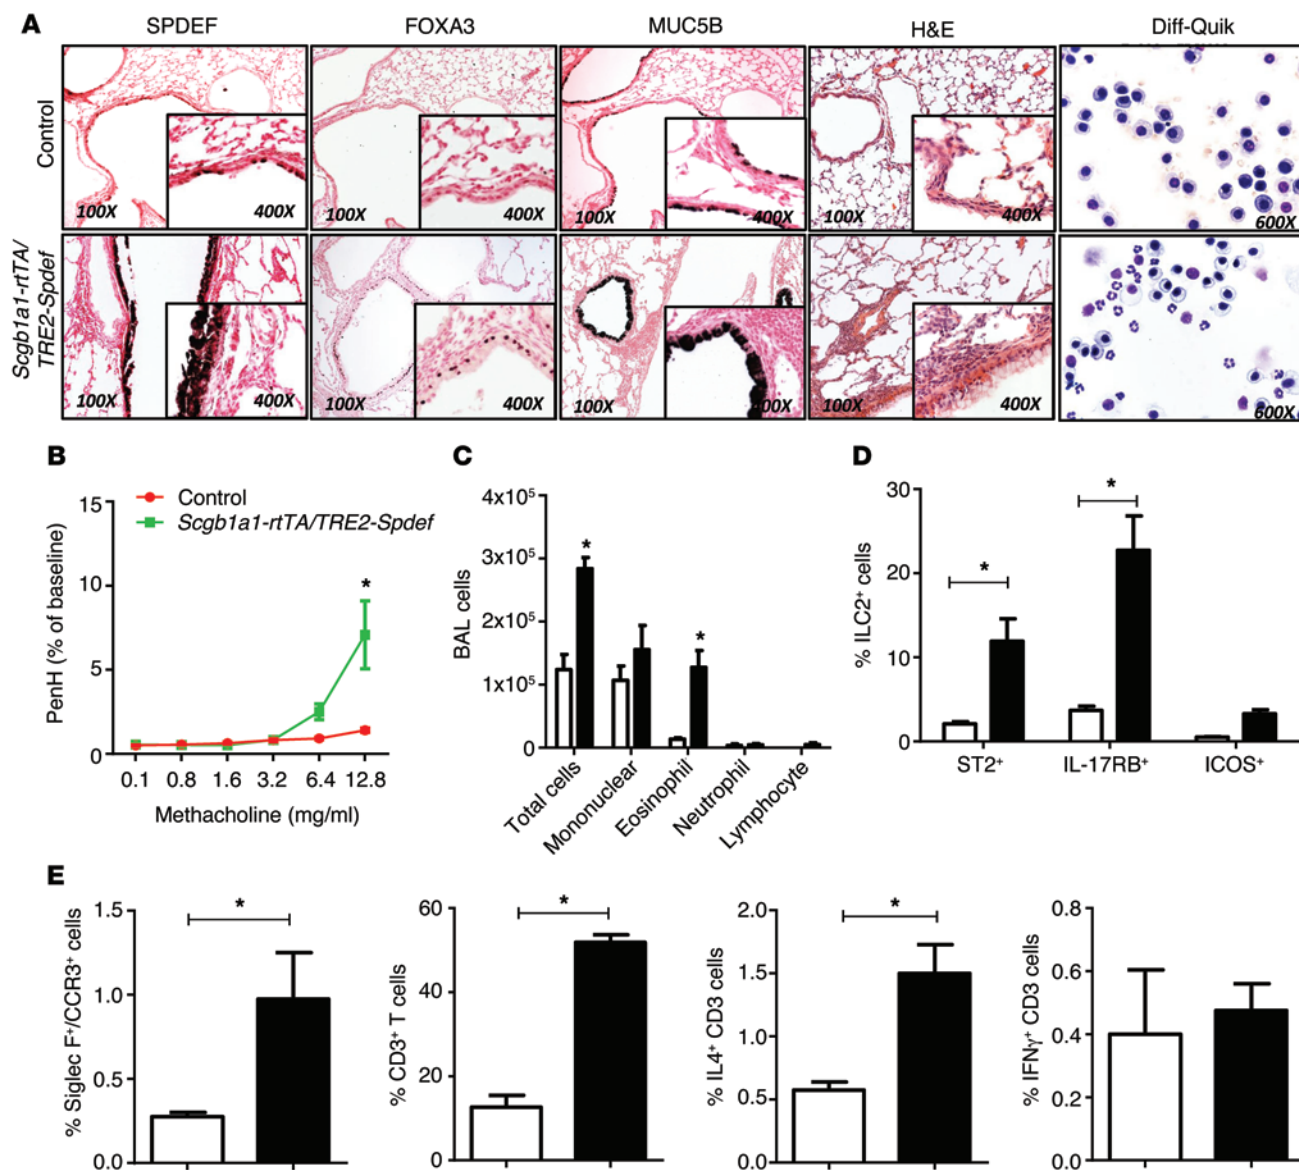 A
SPDEF
FOXA3
MUC5B
H&E
Diff-Quik
Control
100X
400X
100X
400X
100X
400X
100X
400X
600X
Scgb1a1-rtTA/
TRE2-Spdef
100X
400X
100X
400X
100X
400X
100X
400X
600X
B
Control
Scgb1a1-rtTA/TRE2-Spdef
PenH (% of baseline)
15
10
5
0
*
0.1 0.8 1.6 3.2 6.4 12.8
Methacholine (mg/ml)
C
BAL cells
4x10⁵
3x10⁵
2x10⁵
1x10⁵
0
*
*
Total cells
Mononuclear
Eosinophil
Neutrophil
Lymphocyte
D
% ILC2⁺ cells
30
20
10
0
*
*
ST2⁺ IL-17RB⁺ ICOS⁺
E
% Siglec F⁺/CCR3⁺ cells
1.5
1.0
0.5
0.0
*
% CD3⁺ T cells
60
40
20
0
*
% IL4⁺ CD3 cells
2.0
1.5
1.0
0.5
0.0
*
% IFNγ⁺ CD3 cells
0.8
0.6
0.4
0.2
0.0